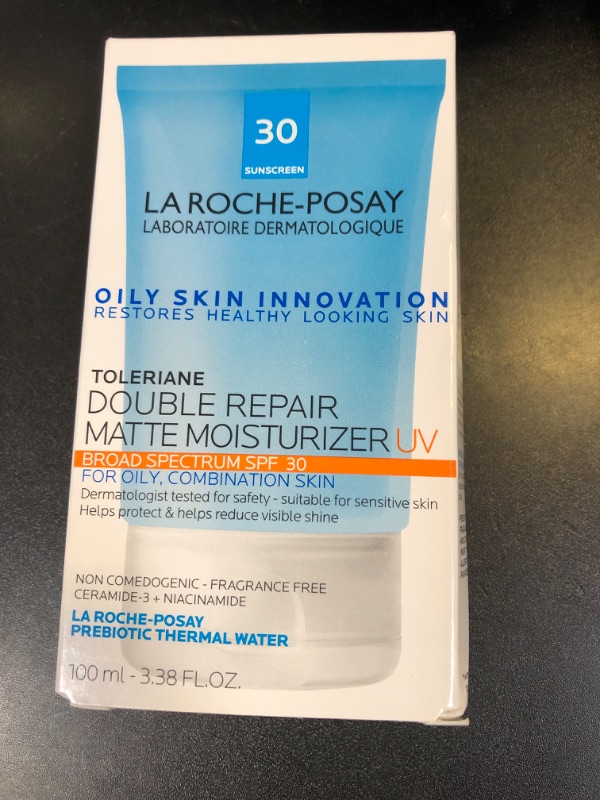 30
SUNSCREEN
LA ROCHE-POSAY
LABORATOIRE DERMATOLOGIQUE
OILY SKIN INNOVATION
RESTORES HEALTHY LOOKING SKIN
TOLERIANE
DOUBLE REPAIR
MATTE MOISTURIZER UV
BROAD SPECTRUM SPF 30
FOR OILY, COMBINATION SKIN
Dermatologist tested for safety - suitable for sensitive skin
Helps protect & helps reduce visible shine
NON COMEDOGENIC - FRAGRANCE FREE
CERAMIDE-3 + NIACINAMIDE
LA ROCHE-POSAY
PREBIOTIC THERMAL WATER
100 ml - 3.38 FL.OZ.